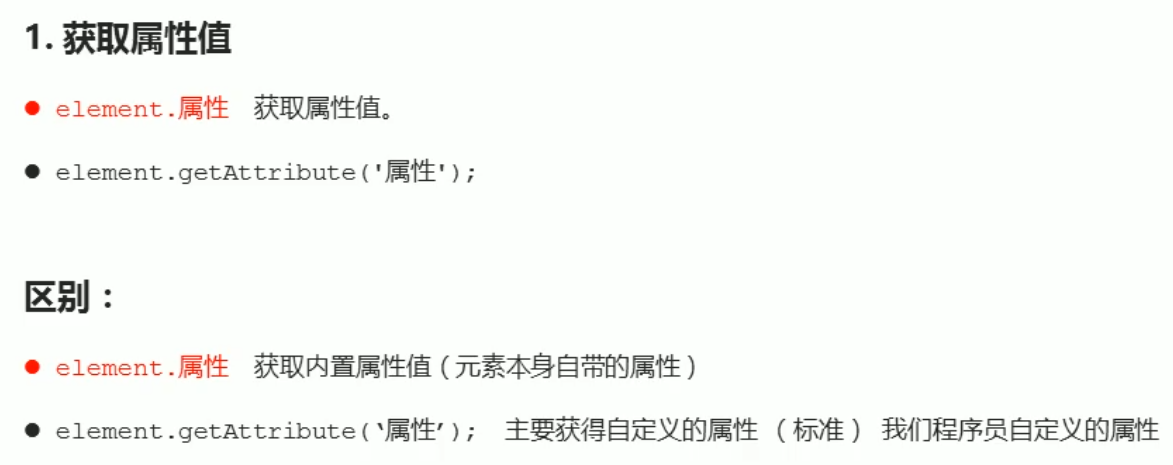 1. 获取属性值
● element.属性 获取属性值。
● element.getAttribute('属性');
区别：
● element.属性 获取内置属性值（元素本身自带的属性）
● element.getAttribute(‘属性’); 主要获得自定义的属性 （标准） 我们程序员自定义的属性